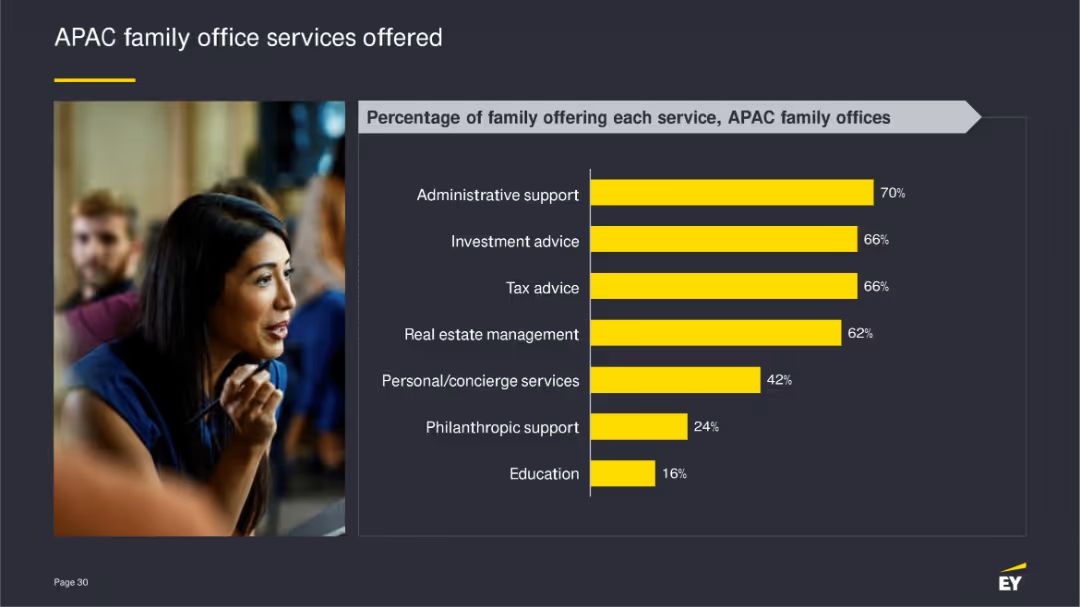 APAC family office services offered
Percentage of family offering each service, APAC family offices
Administrative support 70%
Investment advice 66%
Tax advice 66%
Real estate management 62%
Personal/concierge services 42%
Philanthropic support 24%
Education 16%
Page 30
EY